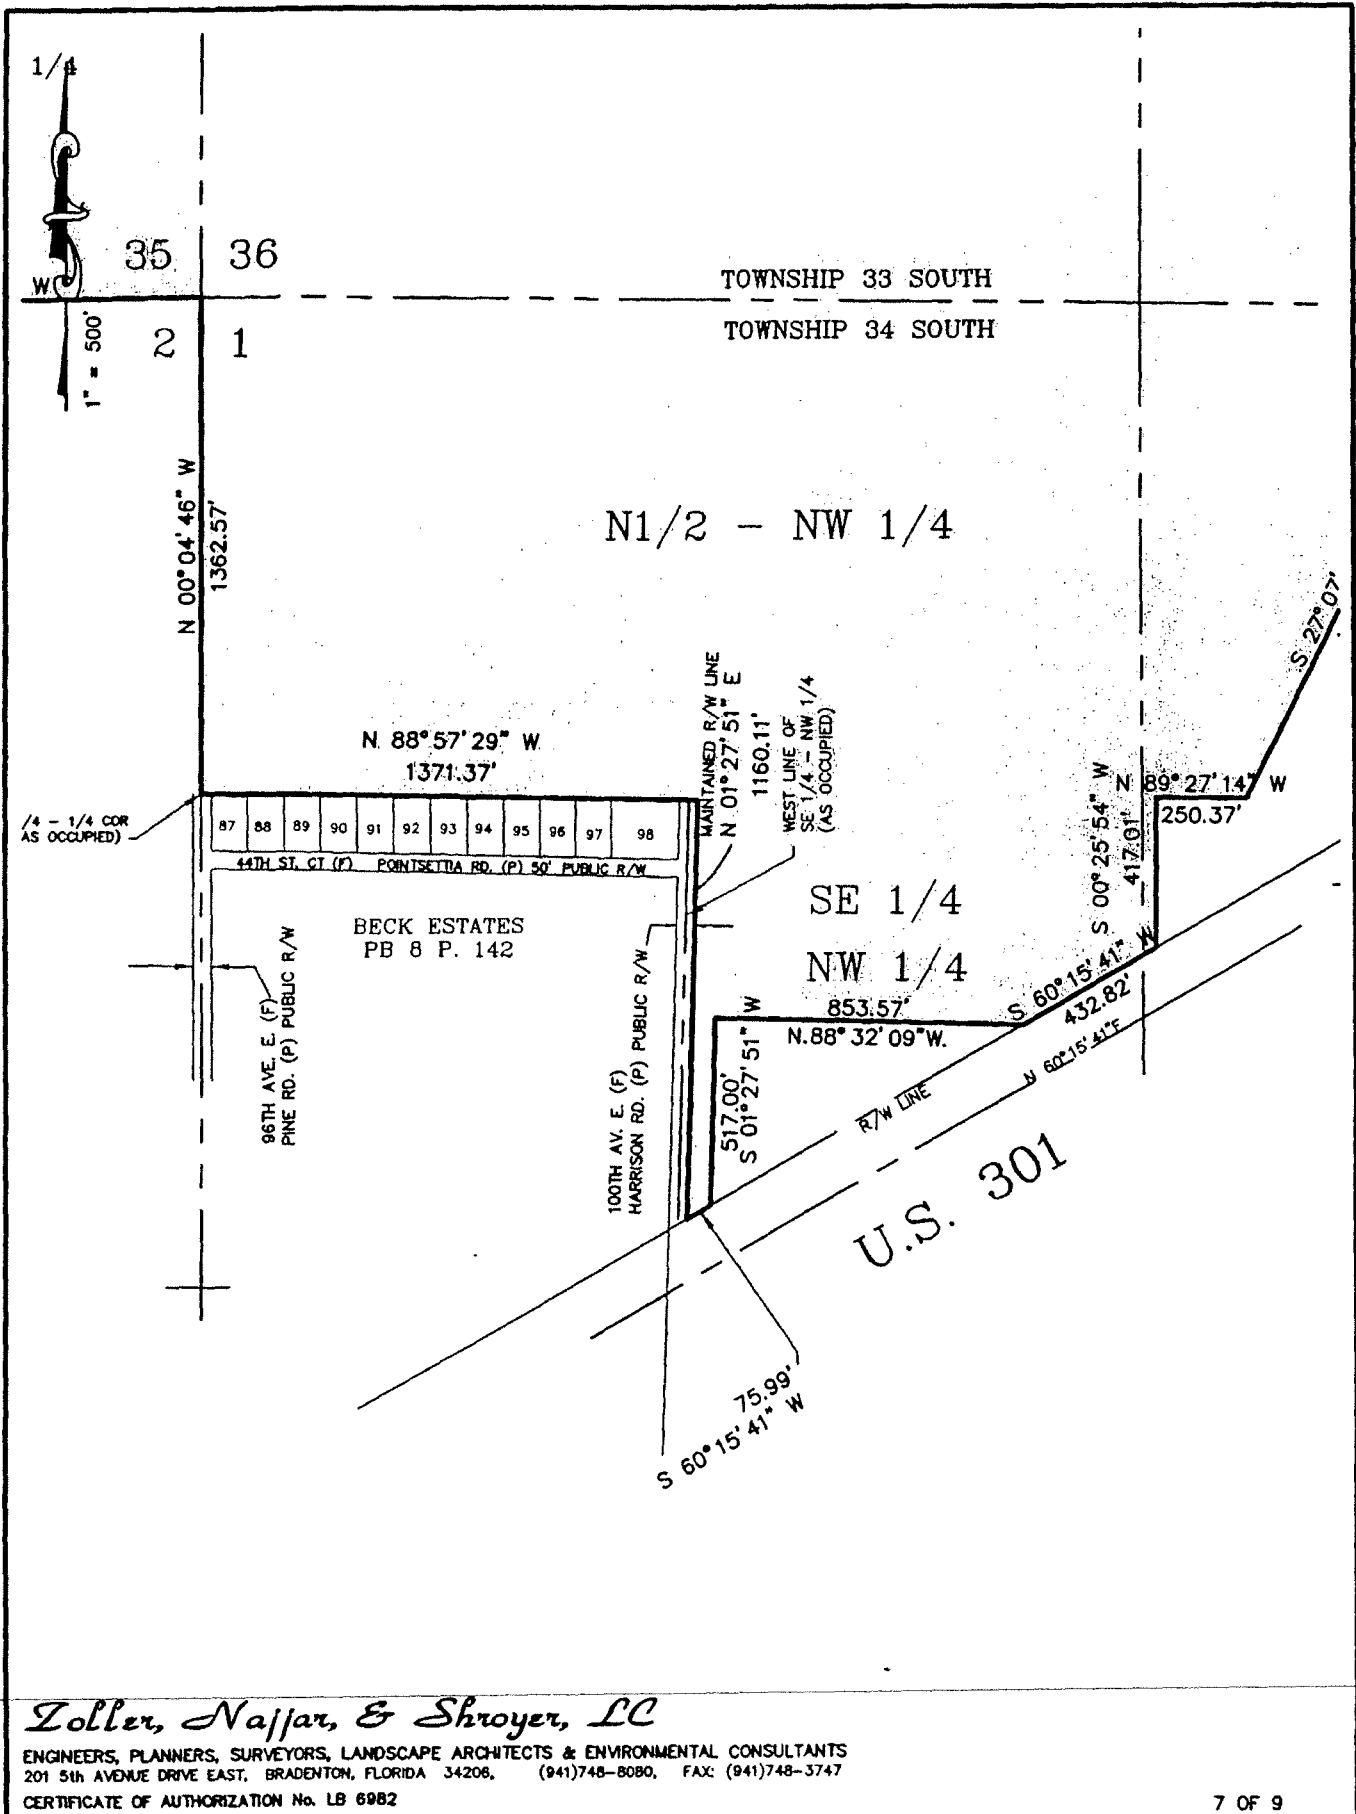 1/4
35
36
W
TOWNSHIP 33 SOUTH
TOWNSHIP 34 SOUTH
2
1
1" = 500'
N 00°04'46" W
1362.57'
N1/2 - NW 1/4
S 27°07'
MAINTAINED R/W LINE
N 01°27'51" E
1160.11'
WEST LINE OF
SE 1/4 - NW 1/4
(AS OCCUPIED)
N. 88°57'29" W
1371.37'
N 89°27'14" W
250.37'
S 00°25'54" W
417.01'
/4 - 1/4 COR
AS OCCUPIED)
87 88 89 90 91 92 93 94 95 96 97 98
44TH ST. CT (F) POINTSETTIA RD. (P) 50' PUBLIC R/W
BECK ESTATES
PB 8 P. 142
SE 1/4
NW 1/4
96TH AVE. E. (F)
PINE RD. (P) PUBLIC R/W
100TH AV. E. (F)
HARRISON RD. (P) PUBLIC R/W
853.57'
N.88°32'09"W.
S 60°15'41" W
432.82'
N 60°15'41"E
517.00'
S 01°27'51" W
R/W LINE
U.S. 301
75.99'
S 60°15'41" W
Zoller, Najjar, & Shroyer, LC
ENGINEERS, PLANNERS, SURVEYORS, LANDSCAPE ARCHITECTS & ENVIRONMENTAL CONSULTANTS
201 5th AVENUE DRIVE EAST, BRADENTON, FLORIDA 34206, (941)748-8080, FAX: (941)748-3747
CERTIFICATE OF AUTHORIZATION No. LB 6982
7 OF 9